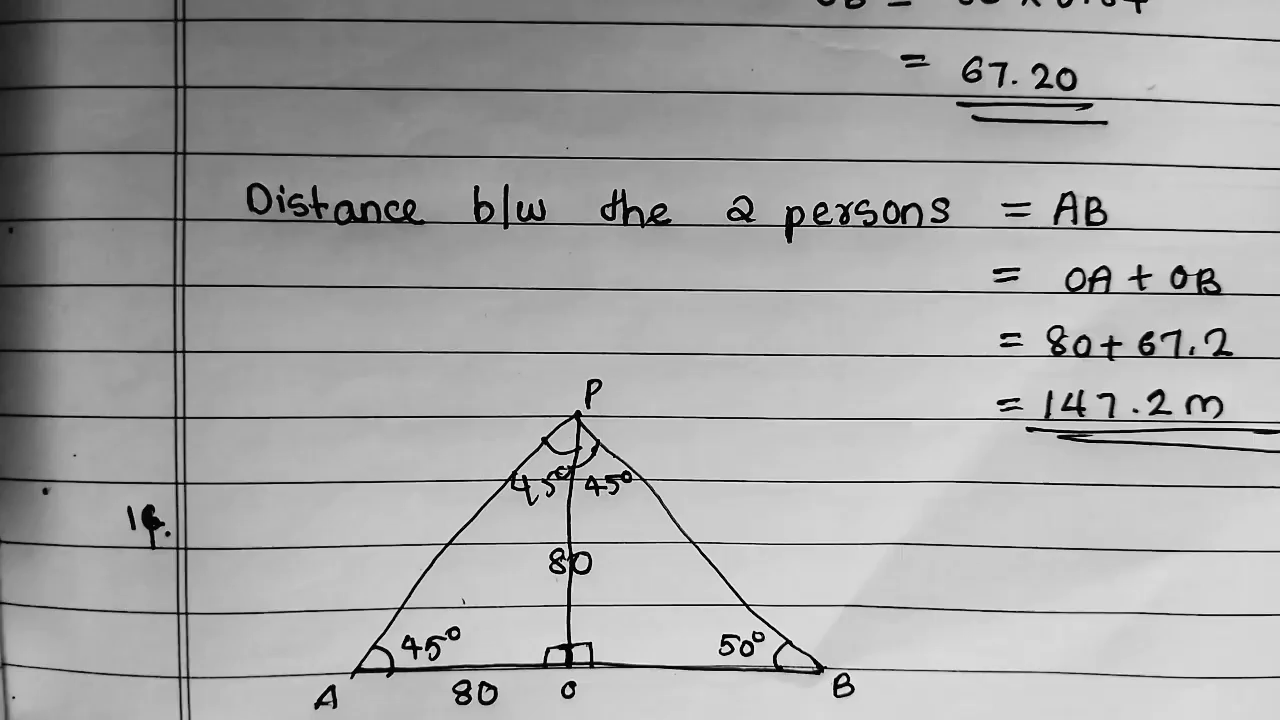 = 67.20
Distance b/w the 2 persons = AB
= OA + OB
= 80 + 67.2
= 147.2 m
P
45° 45°
16.
80
45° 50°
A 80 O B